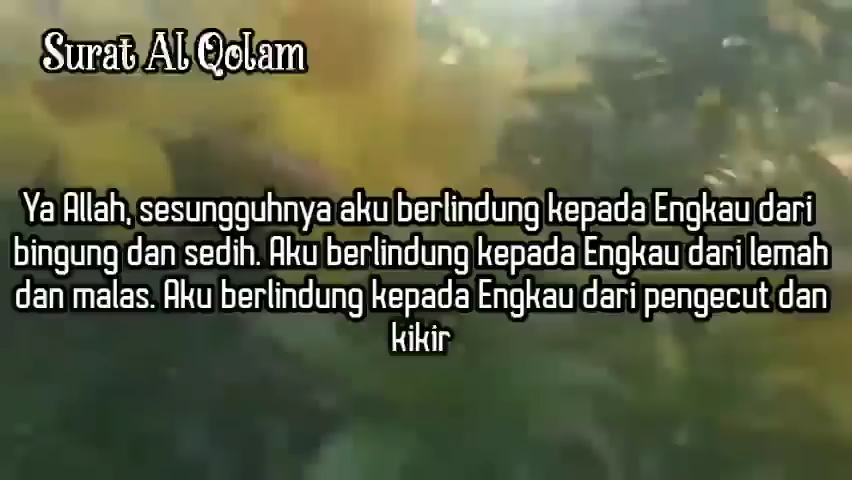 Surat Al Qolam
Ya Allah, sesungguhnya aku berlindung kepada Engkau dari
bingung dan sedih. Aku berlindung kepada Engkau dari lemah
dan malas. Aku berlindung kepada Engkau dari pengecut dan
kikir